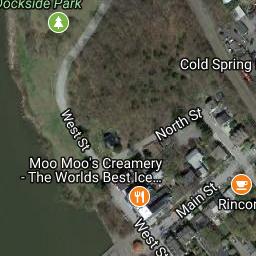 Dockside Park
Cold Spring
West St
North St
Moo Moo's Creamery
- The Worlds Best Ice...
Main St
Rincon
West St